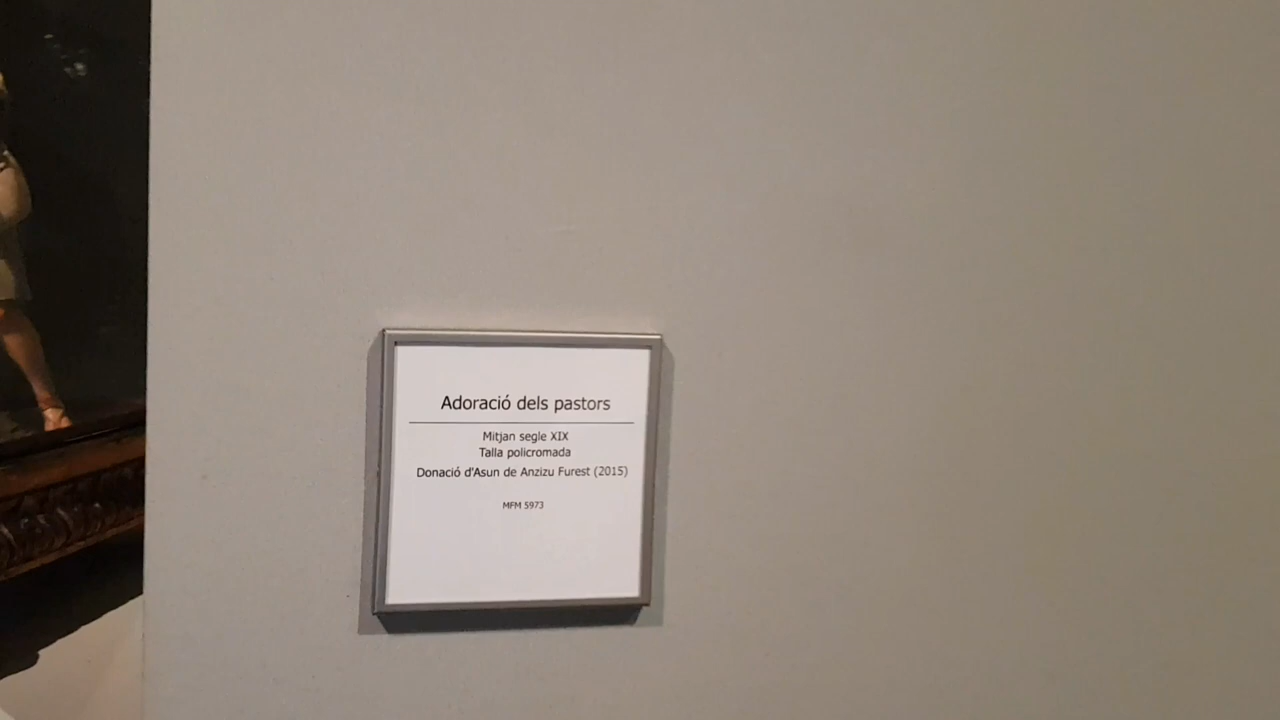 Adoració dels pastors
Mitjan segle XIX
Talla policromada
Donació d'Asun de Anzizu Furest (2015)
MFM 5973